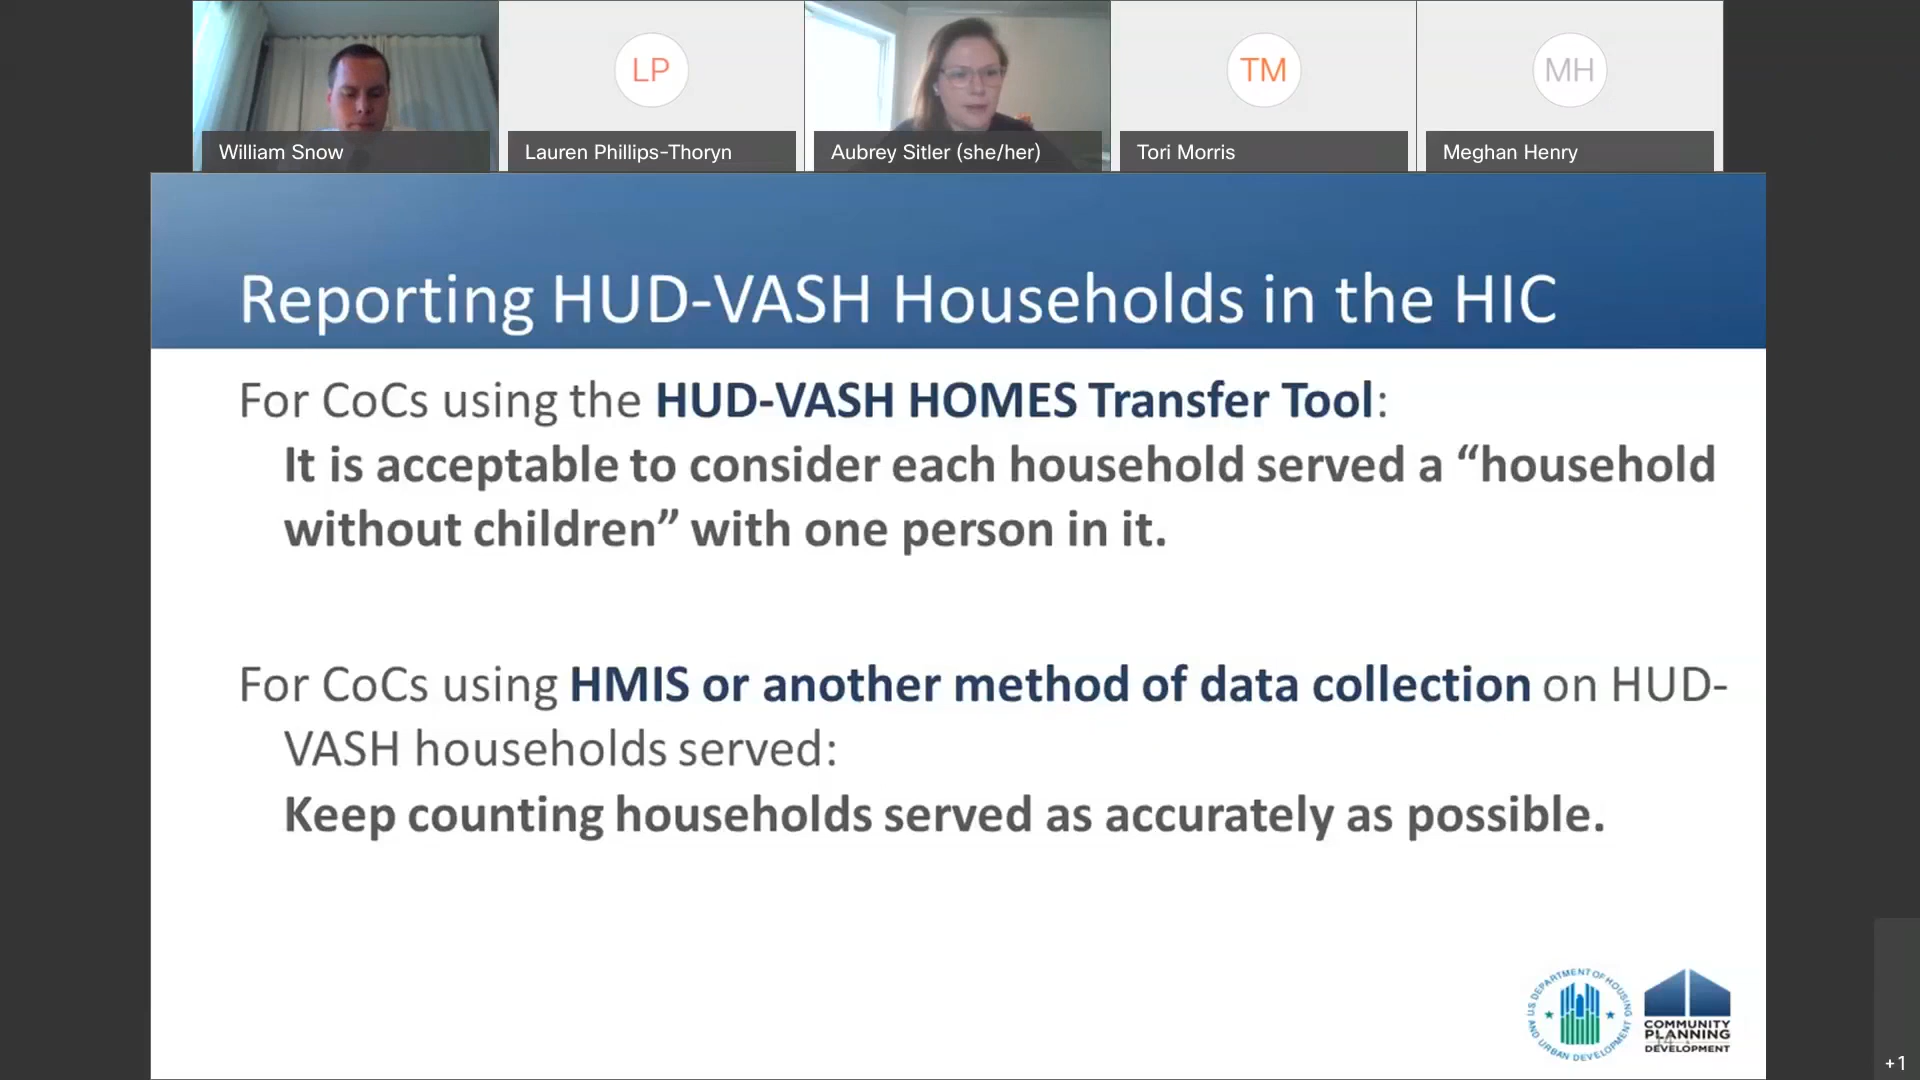 LP
TM
MH
William Snow
Lauren Phillips-Thoryn
Aubrey Sitler (she/her)
Tori Morris
Meghan Henry
Reporting HUD-VASH Households in the HIC
For CoCs using the HUD-VASH HOMES Transfer Tool:
It is acceptable to consider each household served a “household
without children” with one person in it.
For CoCs using HMIS or another method of data collection on HUD-
VASH households served:
Keep counting households served as accurately as possible.
U.S. DEPARTMENT OF HOUSING
AND URBAN DEVELOPMENT
COMMUNITY
PLANNING
DEVELOPMENT
+1